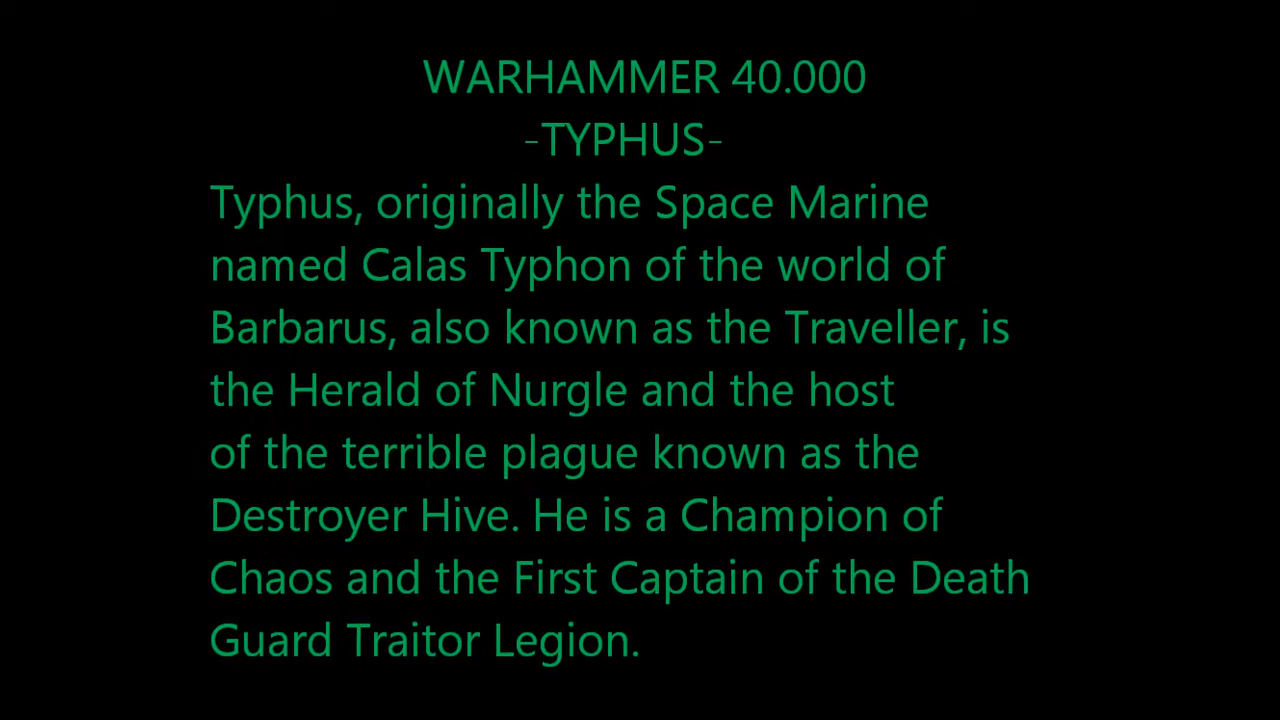 WARHAMMER 40.000
-TYPHUS-
Typhus, originally the Space Marine
named Calas Typhon of the world of
Barbarus, also known as the Traveller, is
the Herald of Nurgle and the host
of the terrible plague known as the
Destroyer Hive. He is a Champion of
Chaos and the First Captain of the Death
Guard Traitor Legion.